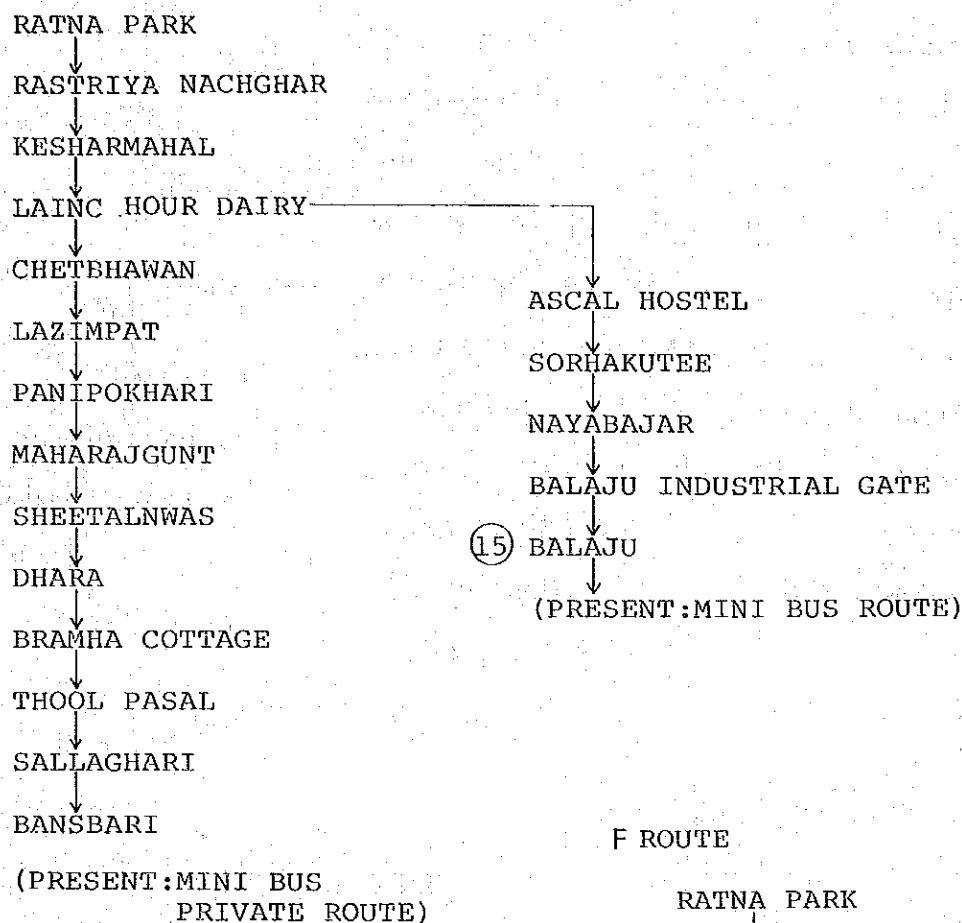 RATNA PARK
RASTRIYA NACHGHAR
KESHARMAHAL
LAINC HOUR DAIRY
CHETBHAWAN
LAZIMPAT
PANIPOKHARI
MAHARAJGUNT
SHEETALNWAS
DHARA
BRAMHA COTTAGE
THOOL PASAL
SALLAGHARI
BANSBARI
(PRESENT:MINI BUS
PRIVATE ROUTE)
ASCAL HOSTEL
SORHAKUTEE
NAYABAJAR
BALAJU INDUSTRIAL GATE
15 BALAJU
(PRESENT:MINI BUS ROUTE)
F ROUTE
RATNA PARK